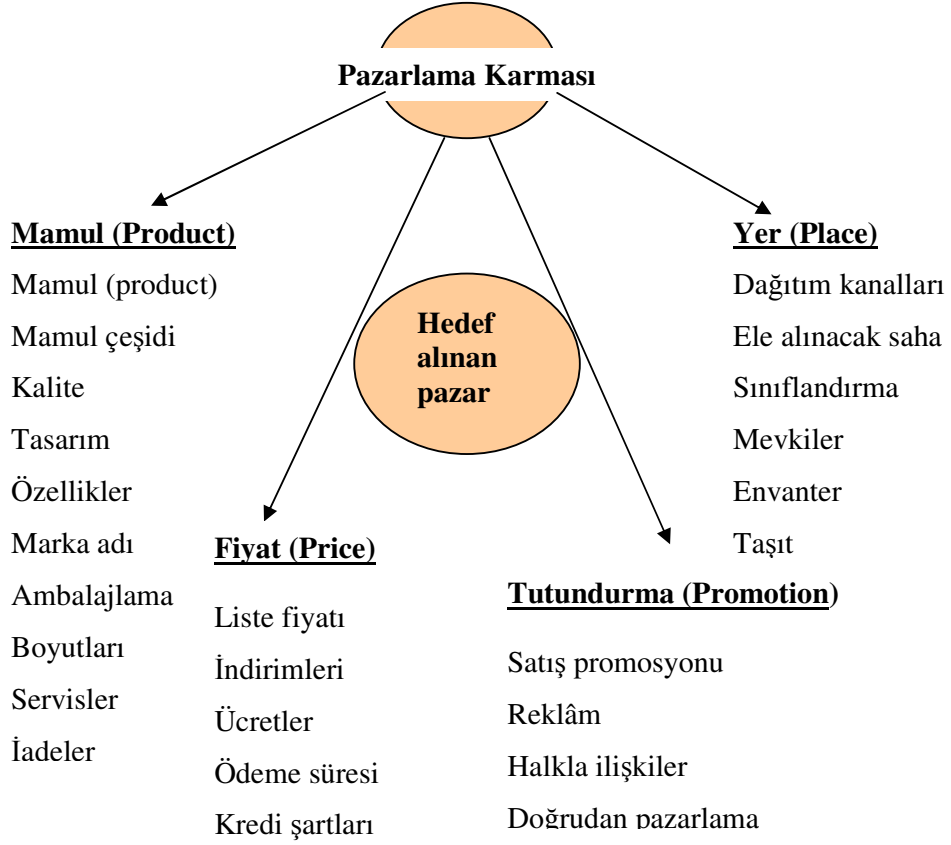 Pazarlama Karması
Mamul (Product)
Mamul (product)
Mamul çeşidi
Kalite
Tasarım
Özellikler
Marka adı
Ambalajlama
Boyutları
Servisler
İadeler
Fiyat (Price)
Liste fiyatı
İndirimleri
Ücretler
Ödeme süresi
Kredi şartları
Hedef
alınan
pazar
Tutundurma (Promotion)
Satış promosyonu
Reklâm
Halkla ilişkiler
Doğrudan pazarlama
Yer (Place)
Dağıtım kanalları
Ele alınacak saha
Sınıflandırma
Mevkiler
Envanter
Taşıt